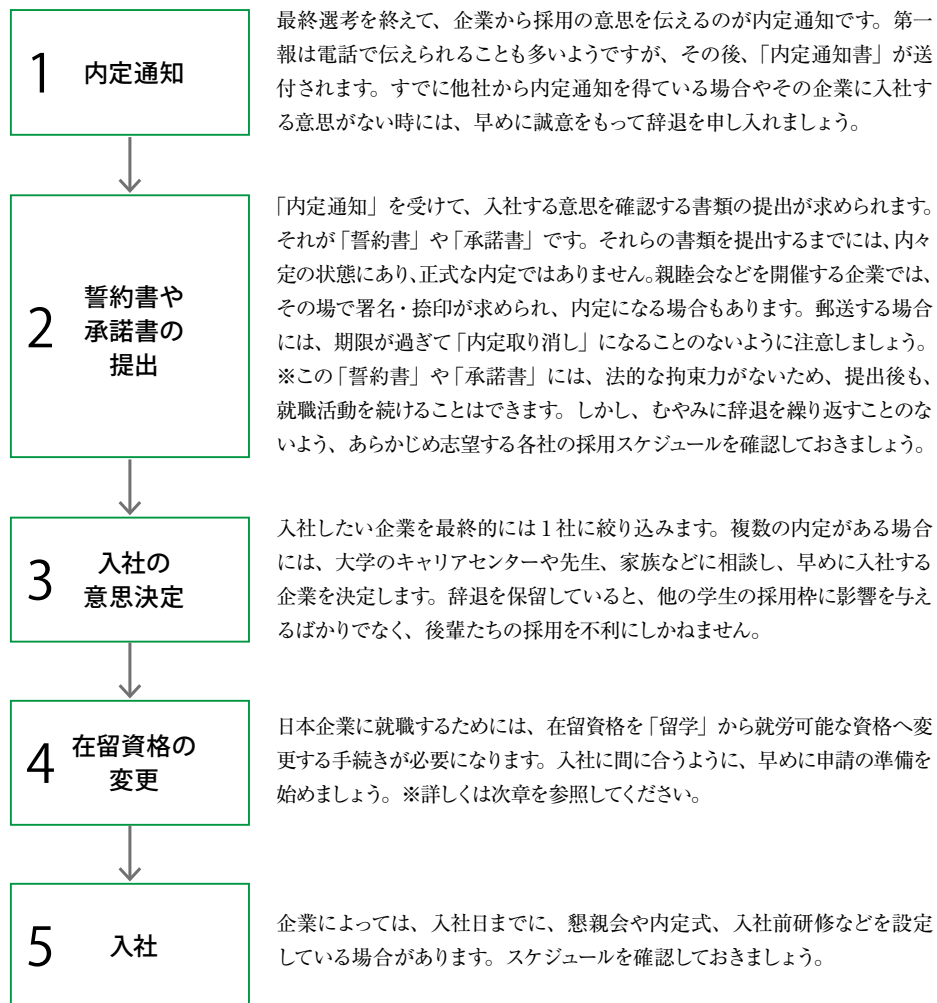 1 内定通知
最終選考を終えて、企業から採用の意思を伝えるのが内定通知です。第一
報は電話で伝えられることも多いようですが、その後、「内定通知書」が送
付されます。すでに他社から内定通知を得ている場合やその企業に入社す
る意思がない時には、早めに誠意をもって辞退を申し入れましょう。
2 誓約書や
承諾書の
提出
「内定通知」を受けて、入社する意思を確認する書類の提出が求められます。
それが「誓約書」や「承諾書」です。それらの書類を提出するまでには、内々
定の状態にあり、正式な内定ではありません。親睦会などを開催する企業では、
その場で署名・捺印が求められ、内定になる場合もあります。郵送する場合
には、期限が過ぎて「内定取り消し」になることのないように注意しましょう。
※この「誓約書」や「承諾書」には、法的な拘束力がないため、提出後も、
就職活動を続けることはできます。しかし、むやみに辞退を繰り返すことのな
いよう、あらかじめ志望する各社の採用スケジュールを確認しておきましょう。
3 入社の
意思決定
入社したい企業を最終的には1社に絞り込みます。複数の内定がある場合
には、大学のキャリアセンターや先生、家族などに相談し、早めに入社する
企業を決定します。辞退を保留していると、他の学生の採用枠に影響を与え
るばかりでなく、後輩たちの採用を不利にしかねません。
4 在留資格の
変更
日本企業に就職するためには、在留資格を「留学」から就労可能な資格へ変
更する手続きが必要になります。入社に間に合うように、早めに申請の準備を
始めましょう。※詳しくは次章を参照してください。
5 入社
企業によっては、入社日までに、懇親会や内定式、入社前研修などを設定
している場合があります。スケジュールを確認しておきましょう。